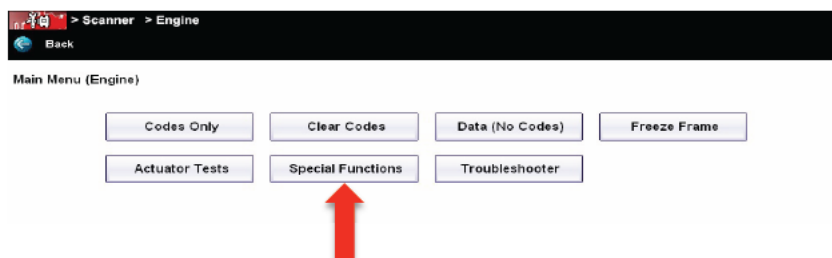 > Scanner > Engine
Back
Main Menu (Engine)
Codes Only Clear Codes Data (No Codes) Freeze Frame
Actuator Tests Special Functions Troubleshooter